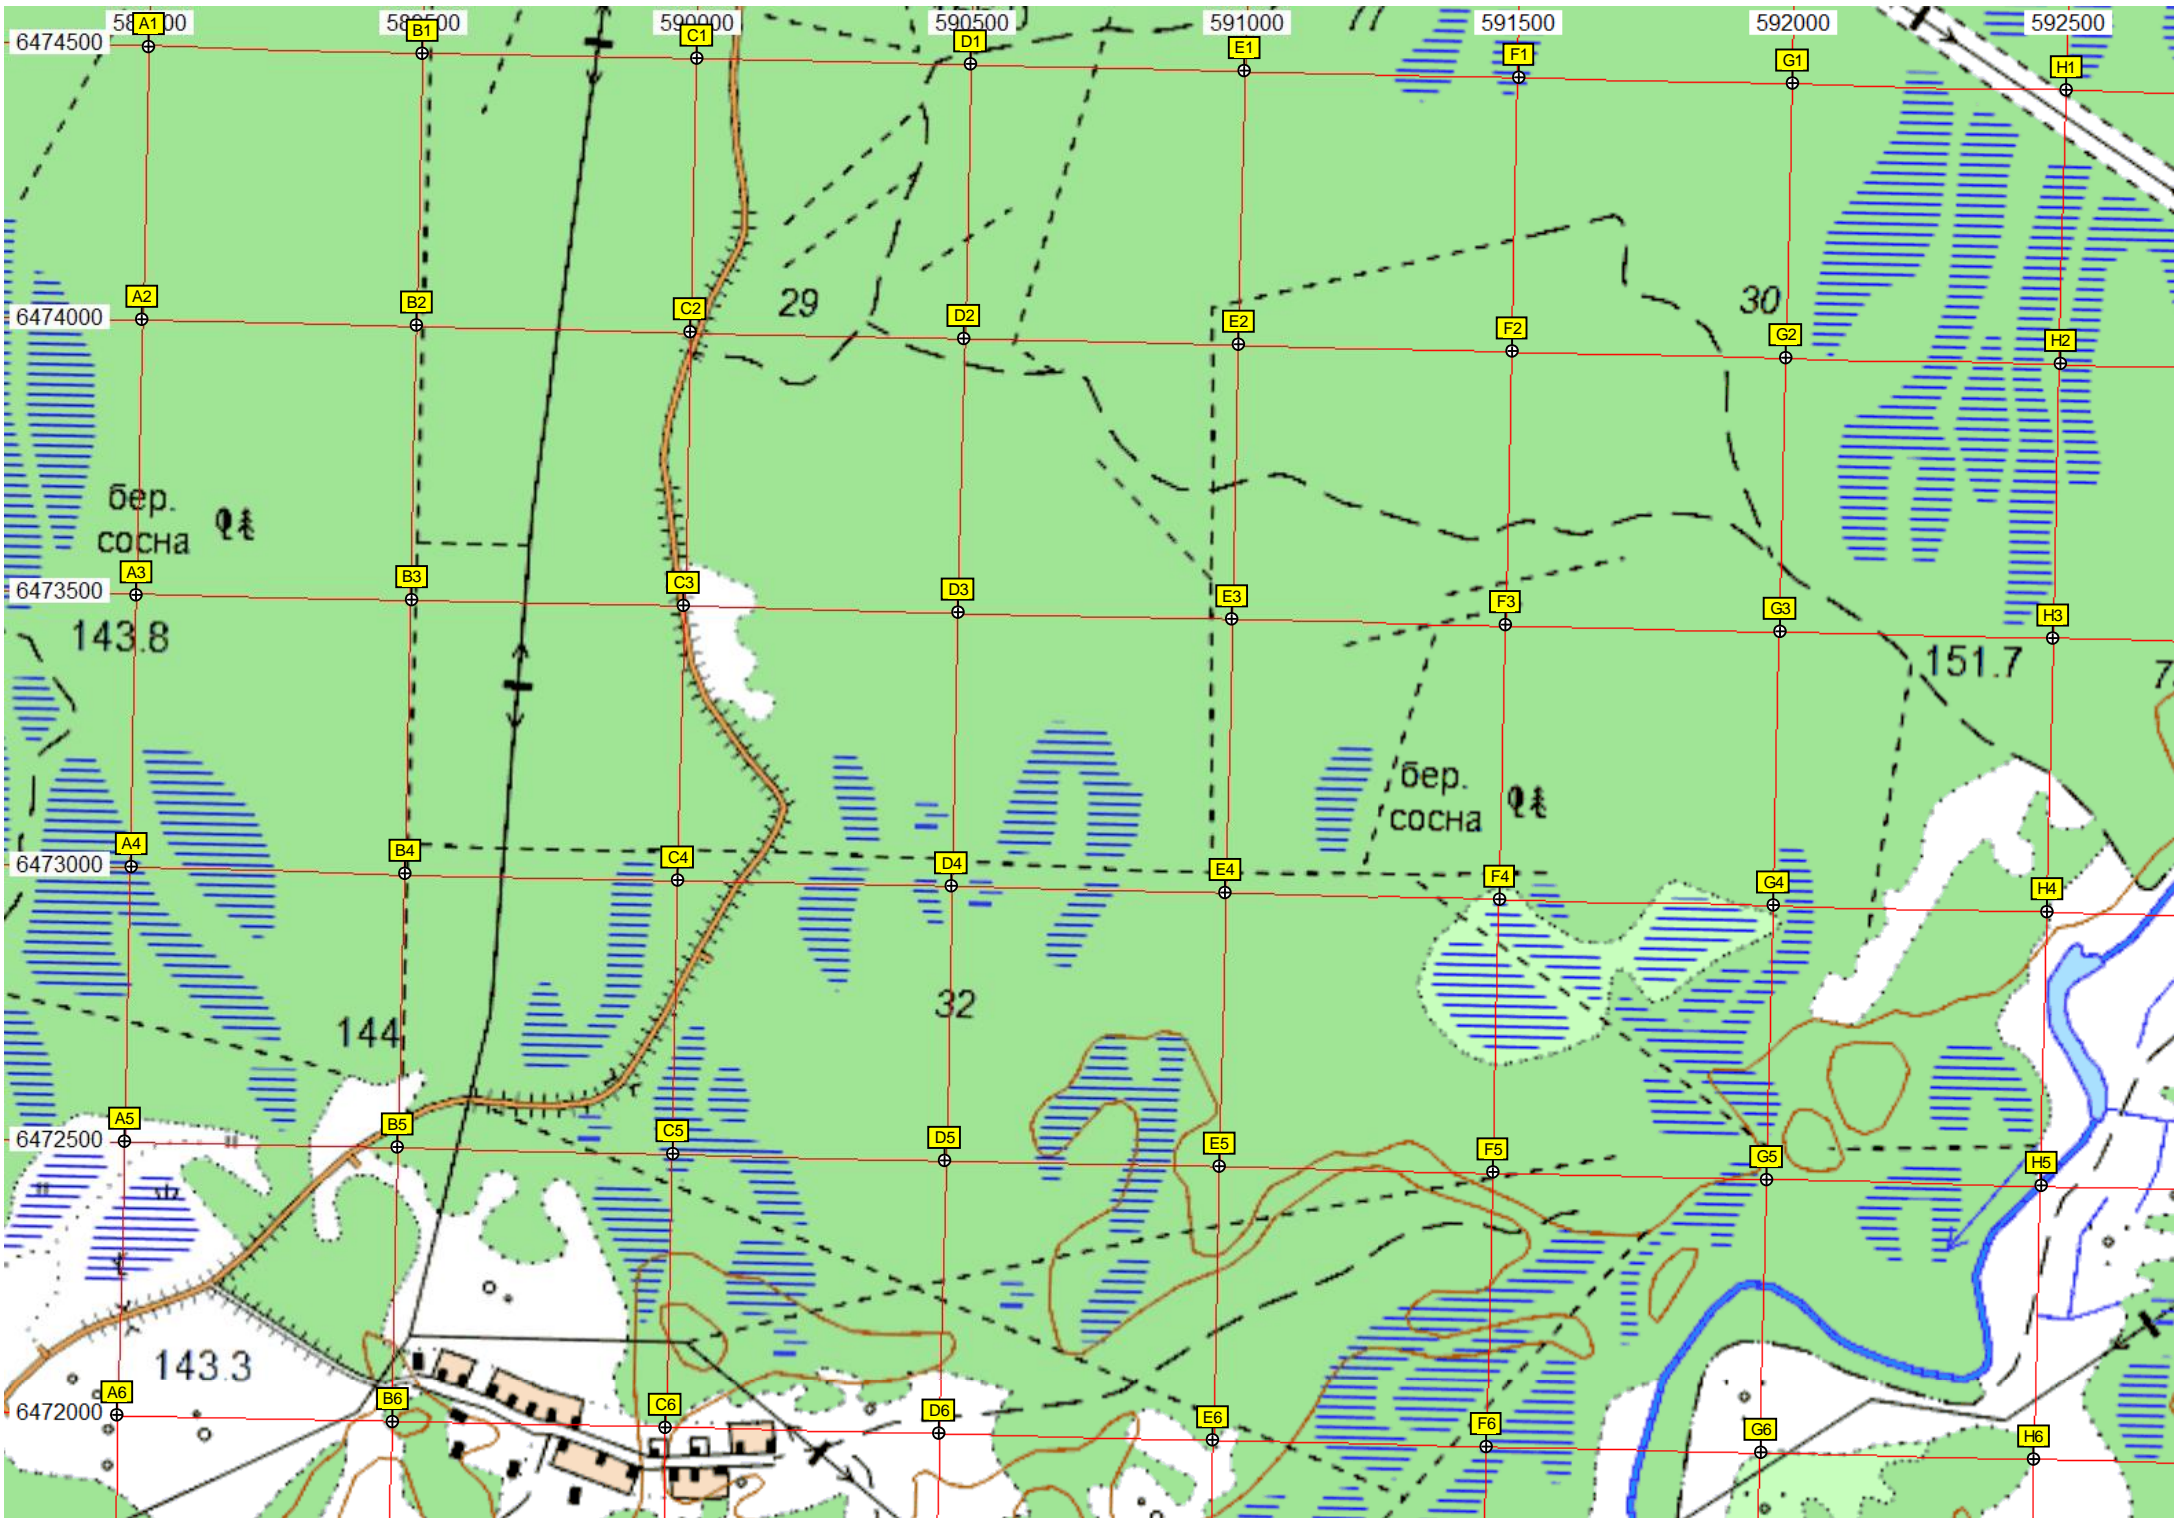 590000 590500 591000 591500 592000 592500
A1 B1 C1 D1 E1 F1 G1 H1
6474500
29 30
A2 B2 C2 D2 E2 F2 G2 H2
6474000
бер.
сосна
A3 B3 C3 D3 E3 F3 G3 H3
6473500
143.8
151.7
бер.
сосна
A4 B4 C4 D4 E4 F4 G4 H4
6473000
32
144
A5 B5 C5 D5 E5 F5 G5 H5
6472500
143.3
A6 B6 C6 D6 E6 F6 G6 H6
6472000